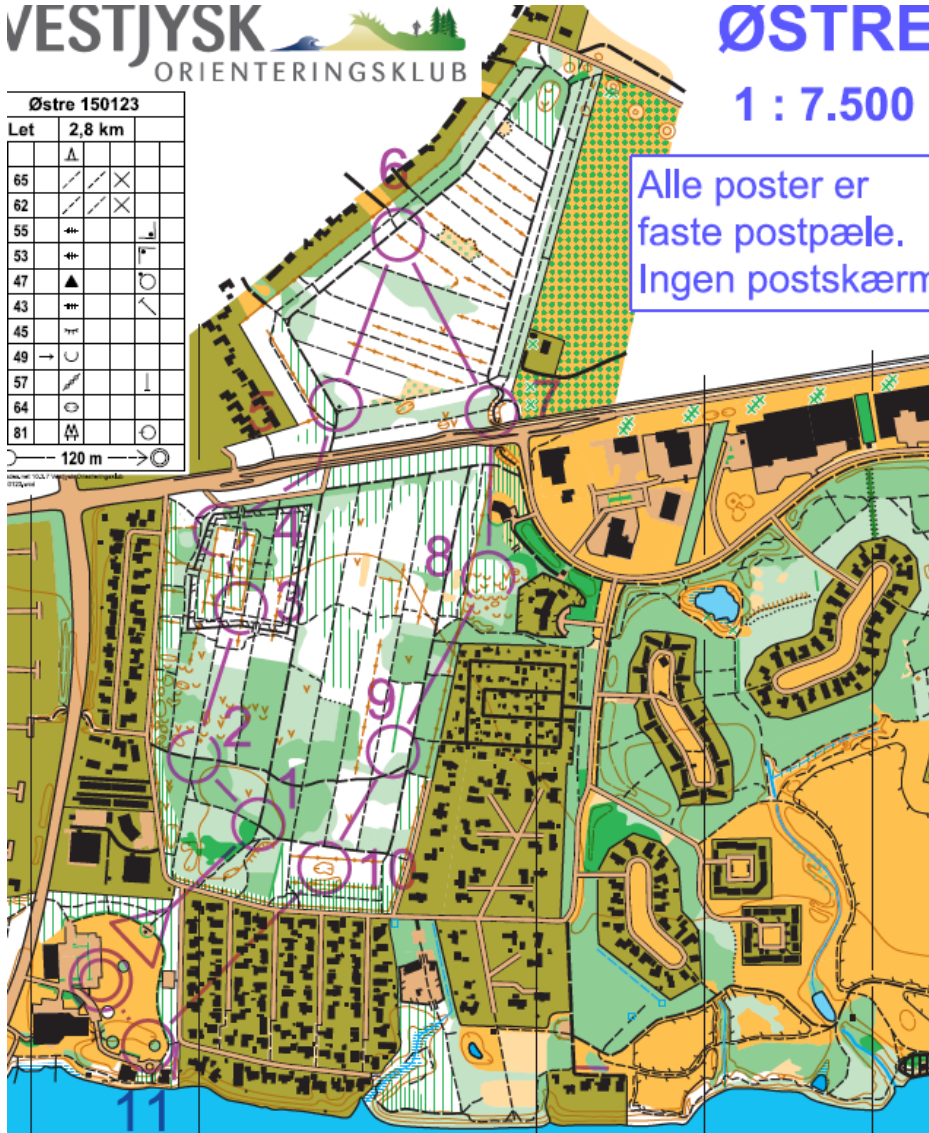 VESTJYSK
ORIENTERINGSKLUB
ØSTRE
1 : 7.500
Alle poster er
faste postpæle.
Ingen postskærm
Østre 150123
Let 2,8 km
65
62
55
53
47
43
45
49
57
64
81
120 m
6
5
7
4
8
3
2
9
1
10
11